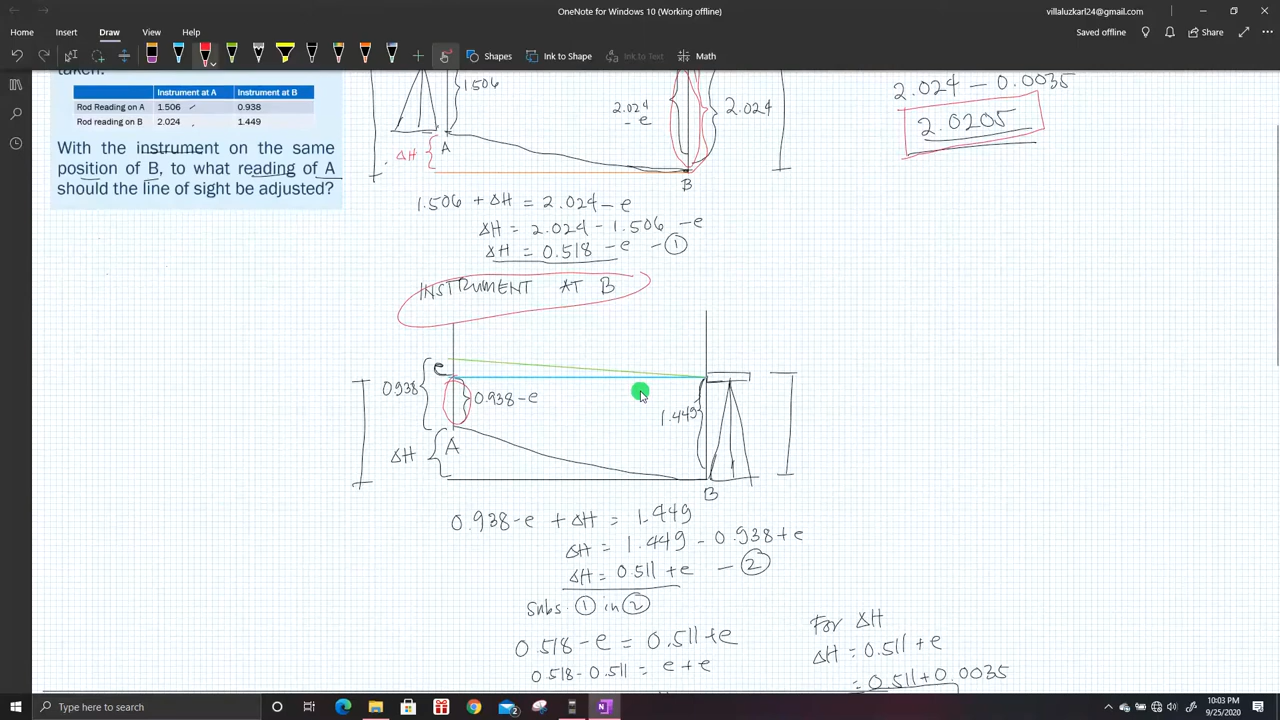 OneNote for Windows 10 (Working offline)
villaluzkarl24@gmail.com
Home Insert Draw View Help
Saved offline Share
Shapes Ink to Shape Ink to Text Math
taken.
Instrument at A Instrument at B
Rod Reading on A 1.506 0.938
Rod reading on B 2.024 1.449
With the instrument on the same
position of B, to what reading of A
should the line of sight be adjusted?
1.506
2.024
- e
2.024
ΔH
A
B
2.024 - 0.0035
2.0205
1.506 + ΔH = 2.024 - e
ΔH = 2.024 - 1.506 - e
ΔH = 0.518 - e - ①
INSTRUMENT AT B
e
0.938
0.938 - e
1.449
A
ΔH
B
0.938 - e + ΔH = 1.449
ΔH = 1.449 - 0.938 + e
ΔH = 0.511 + e - ②
Subs. ① in ②
0.518 - e = 0.511 + e
0.518 - 0.511 = e + e
For ΔH
ΔH = 0.511 + e
= 0.511 + 0.0035
Type here to search
10:03 PM
9/25/2020